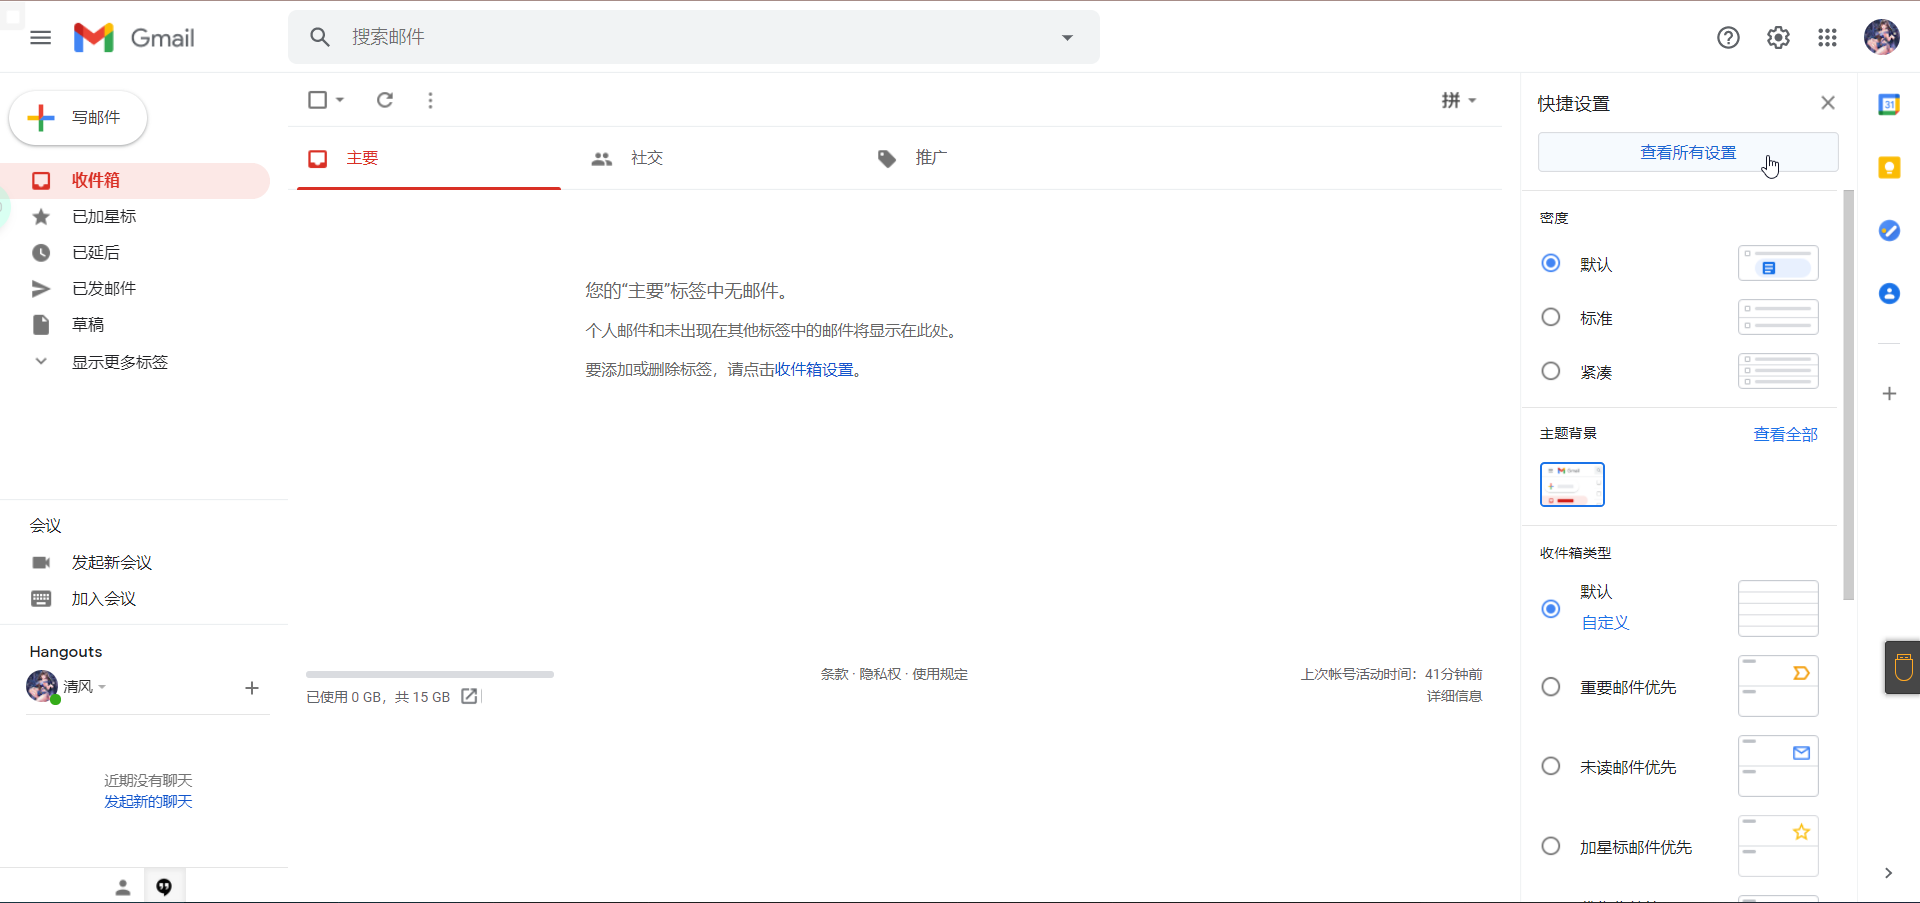 Gmail
搜索邮件
写邮件
收件箱
已加星标
已延后
已发邮件
草稿
显示更多标签
会议
发起新会议
加入会议
Hangouts
清风
近期没有聊天
发起新的聊天
拼
主要
社交
推广
您的“主要”标签中无邮件。
个人邮件和未出现在其他标签中的邮件将显示在此处。
要添加或删除标签，请点击收件箱设置。
已使用 0 GB，共 15 GB
条款 · 隐私权 · 使用规定
上次帐号活动时间：41分钟前
详细信息
快捷设置
查看所有设置
密度
默认
标准
紧凑
主题背景
查看全部
Gmail
收件箱类型
默认
自定义
重要邮件优先
未读邮件优先
加星标邮件优先
31